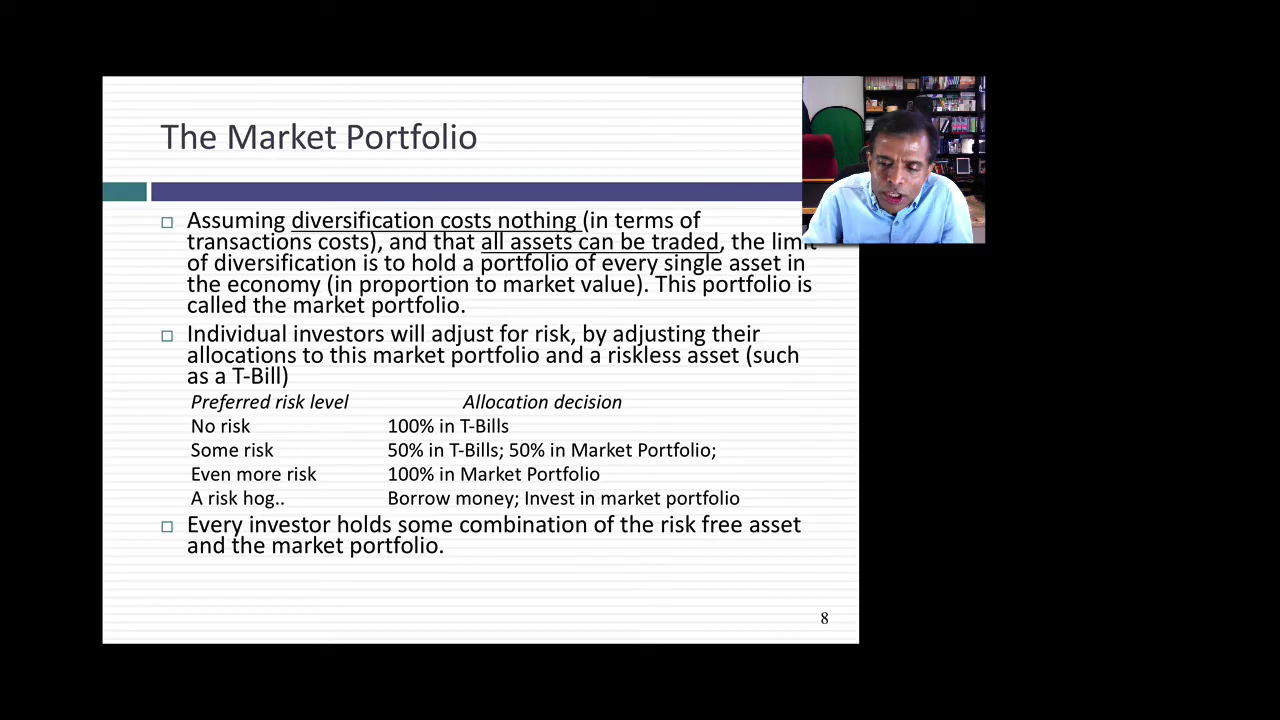 The Market Portfolio
Assuming diversification costs nothing (in terms of
transactions costs), and that all assets can be traded, the limit
of diversification is to hold a portfolio of every single asset in
the economy (in proportion to market value). This portfolio is
called the market portfolio.
Individual investors will adjust for risk, by adjusting their
allocations to this market portfolio and a riskless asset (such
as a T-Bill)
Preferred risk level Allocation decision
No risk 100% in T-Bills
Some risk 50% in T-Bills; 50% in Market Portfolio;
Even more risk 100% in Market Portfolio
A risk hog.. Borrow money; Invest in market portfolio
Every investor holds some combination of the risk free asset
and the market portfolio.
8